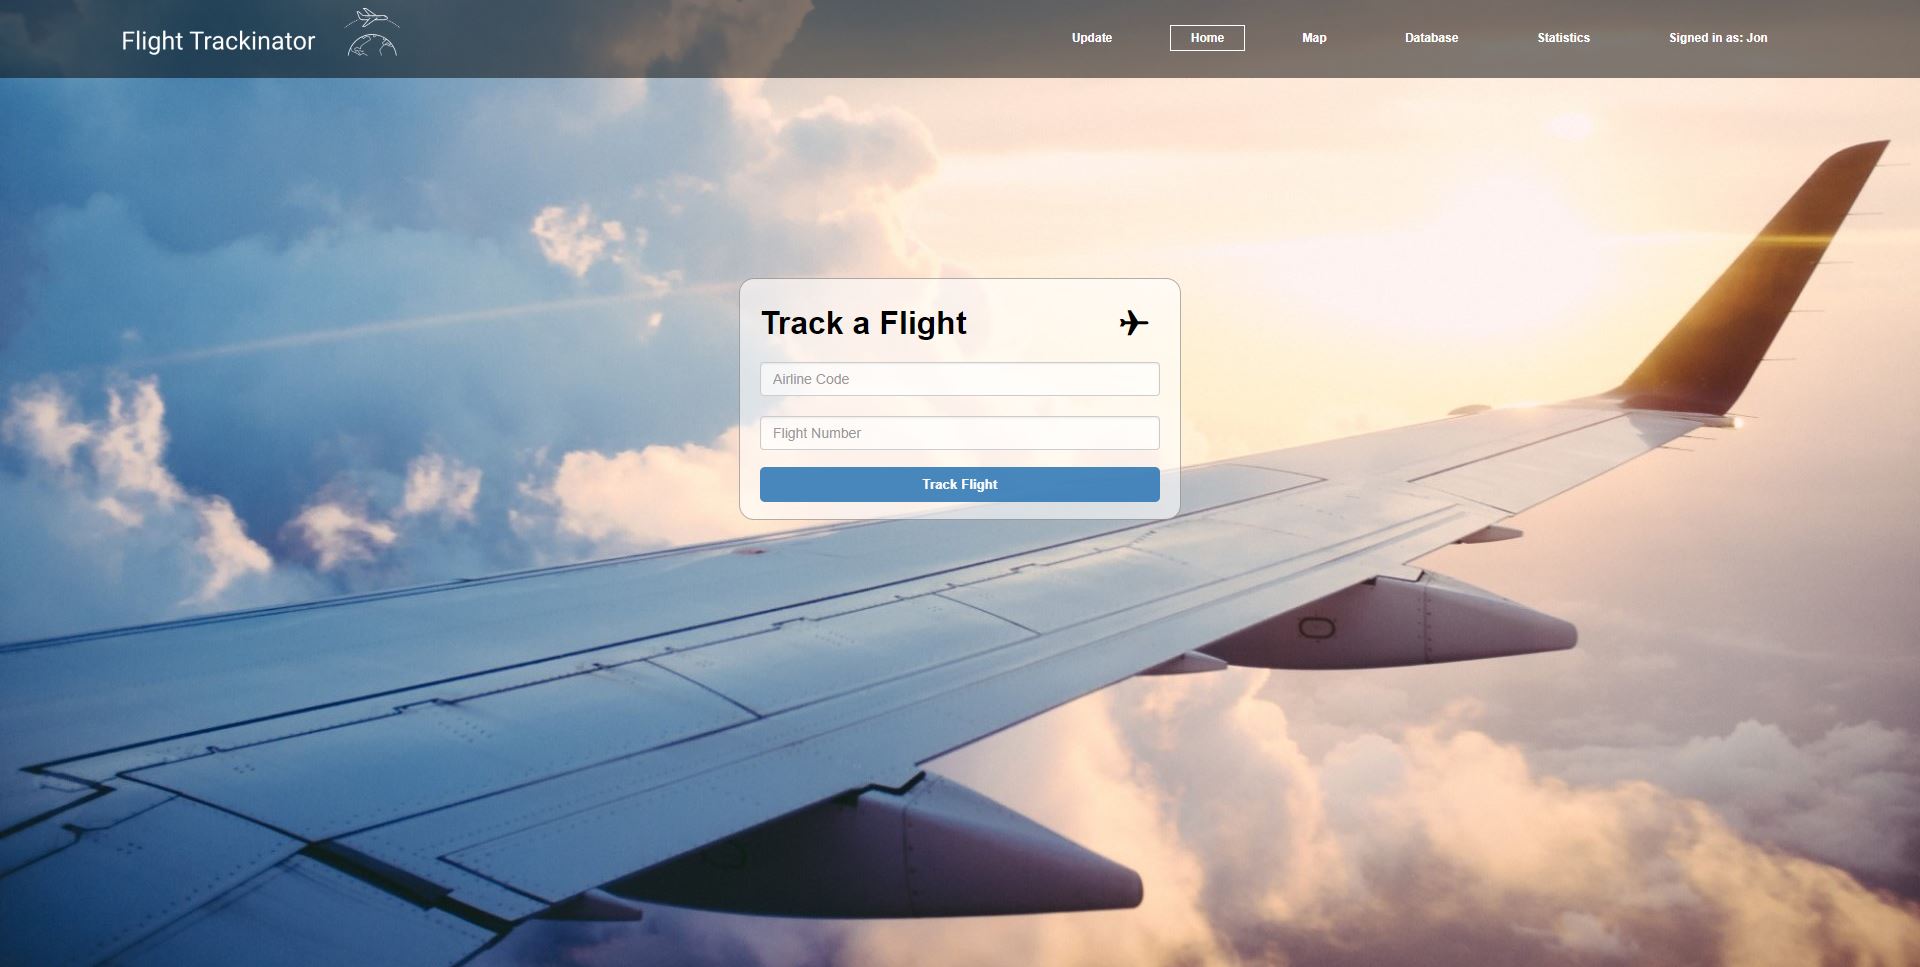 Flight Trackinator
Update Home Map Database Statistics Signed in as: Jon
Track a Flight
Airline Code
Flight Number
Track Flight